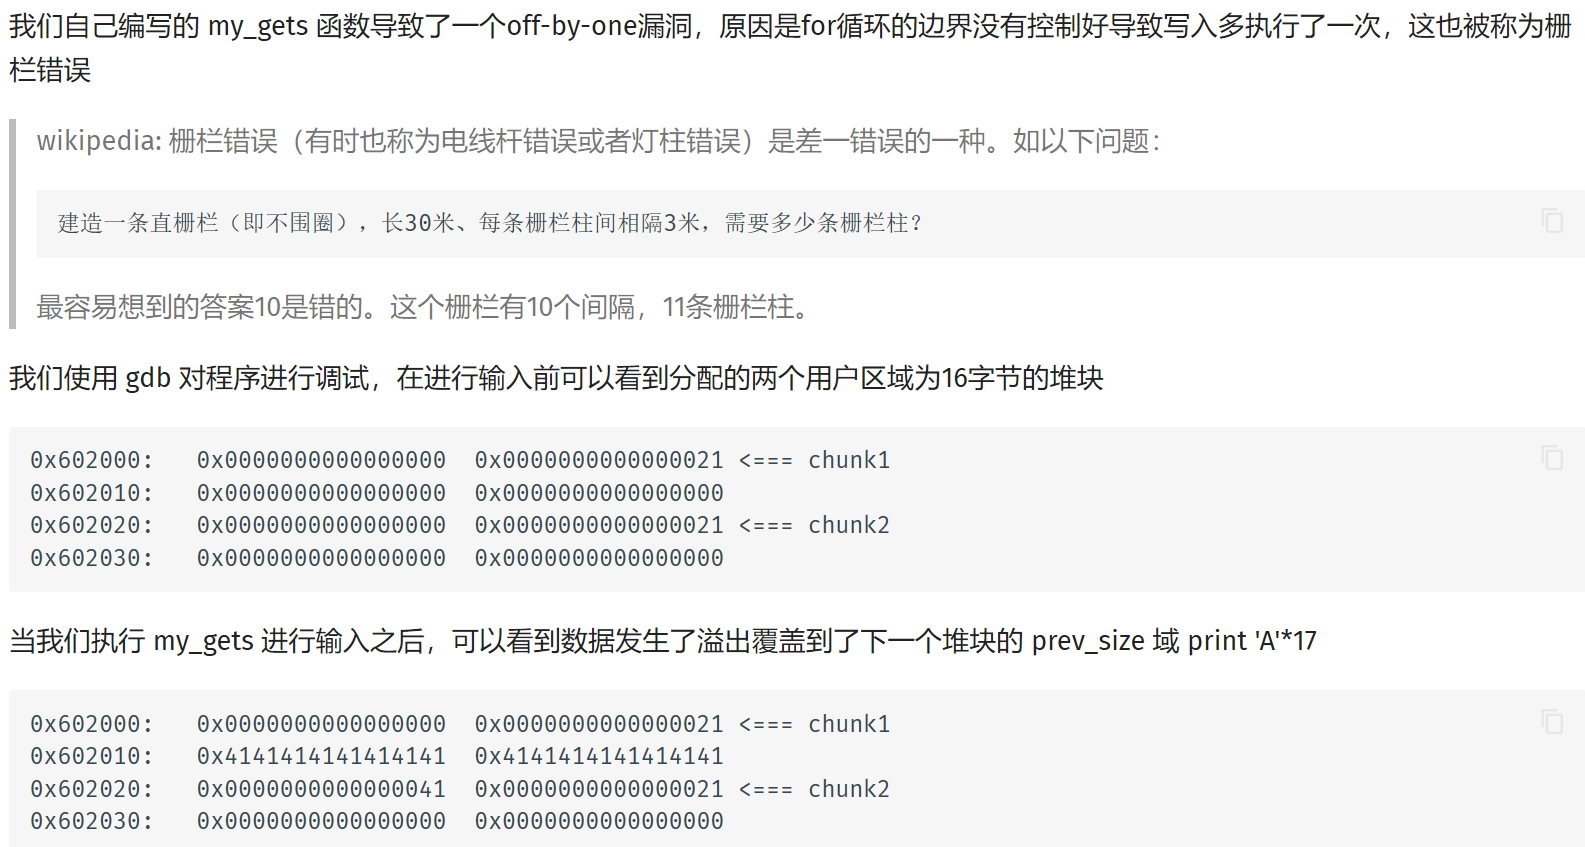 我们自己编写的 my_gets 函数导致了一个off-by-one漏洞，原因是for循环的边界没有控制好导致写入多执行了一次，这也被称为栅
栏错误
wikipedia: 栅栏错误（有时也称为电线杆错误或者灯柱错误）是差一错误的一种。如以下问题：
建造一条直栅栏（即不围圈），长30米、每条栅栏柱间相隔3米，需要多少条栅栏柱？
最容易想到的答案10是错的。这个栅栏有10个间隔，11条栅栏柱。
我们使用 gdb 对程序进行调试，在进行输入前可以看到分配的两个用户区域为16字节的堆块
0x602000:   0x0000000000000000  0x0000000000000021 <=== chunk1
0x602010:   0x0000000000000000  0x0000000000000000
0x602020:   0x0000000000000000  0x0000000000000021 <=== chunk2
0x602030:   0x0000000000000000  0x0000000000000000
当我们执行 my_gets 进行输入之后，可以看到数据发生了溢出覆盖到了下一个堆块的 prev_size 域 print 'A'*17
0x602000:   0x0000000000000000  0x0000000000000021 <=== chunk1
0x602010:   0x4141414141414141  0x4141414141414141
0x602020:   0x0000000000000041  0x0000000000000021 <=== chunk2
0x602030:   0x0000000000000000  0x0000000000000000